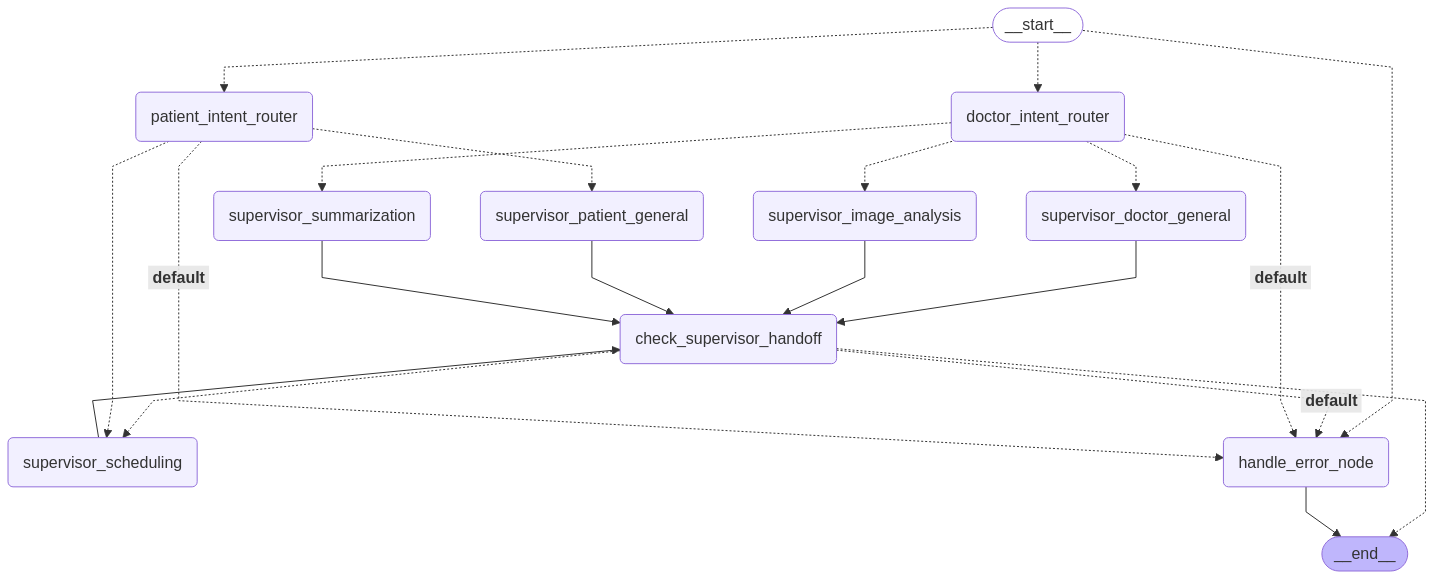 __start__
patient_intent_router
doctor_intent_router
supervisor_summarization
supervisor_patient_general
supervisor_image_analysis
supervisor_doctor_general
default
default
check_supervisor_handoff
default
supervisor_scheduling
handle_error_node
__end__